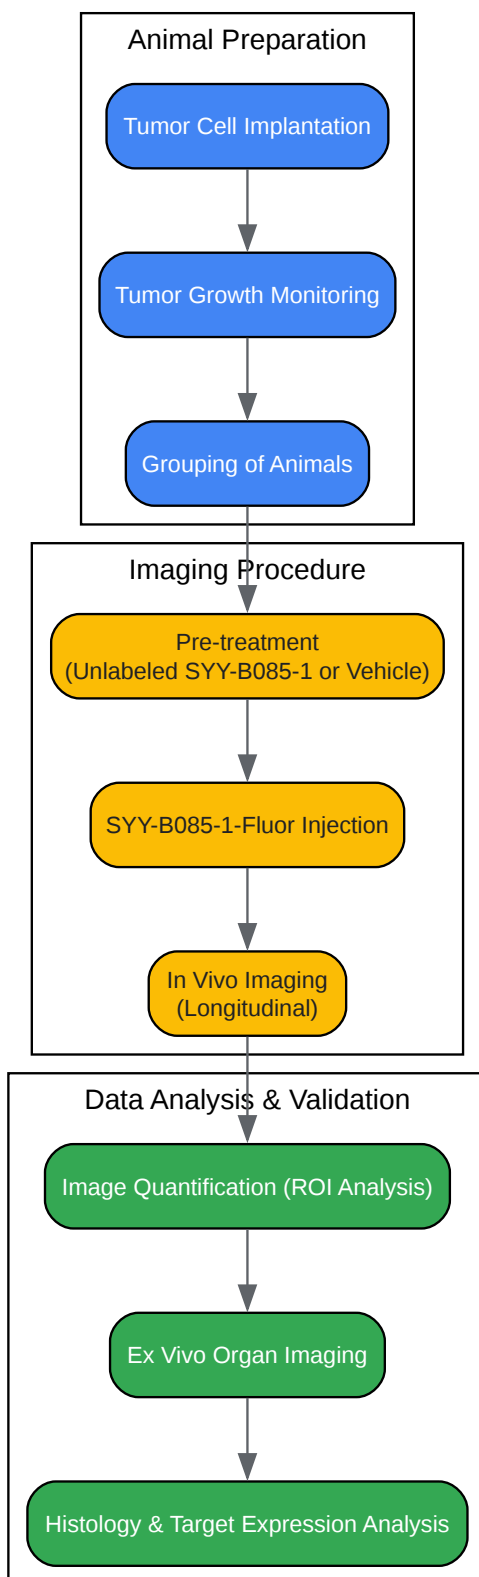 Animal Preparation
Tumor Cell Implantation
Tumor Growth Monitoring
Grouping of Animals
Imaging Procedure
Pre-treatment
(Unlabeled SYY-B085-1 or Vehicle)
SYY-B085-1-Fluor Injection
In Vivo Imaging
(Longitudinal)
Data Analysis & Validation
Image Quantification (ROI Analysis)
Ex Vivo Organ Imaging
Histology & Target Expression Analysis